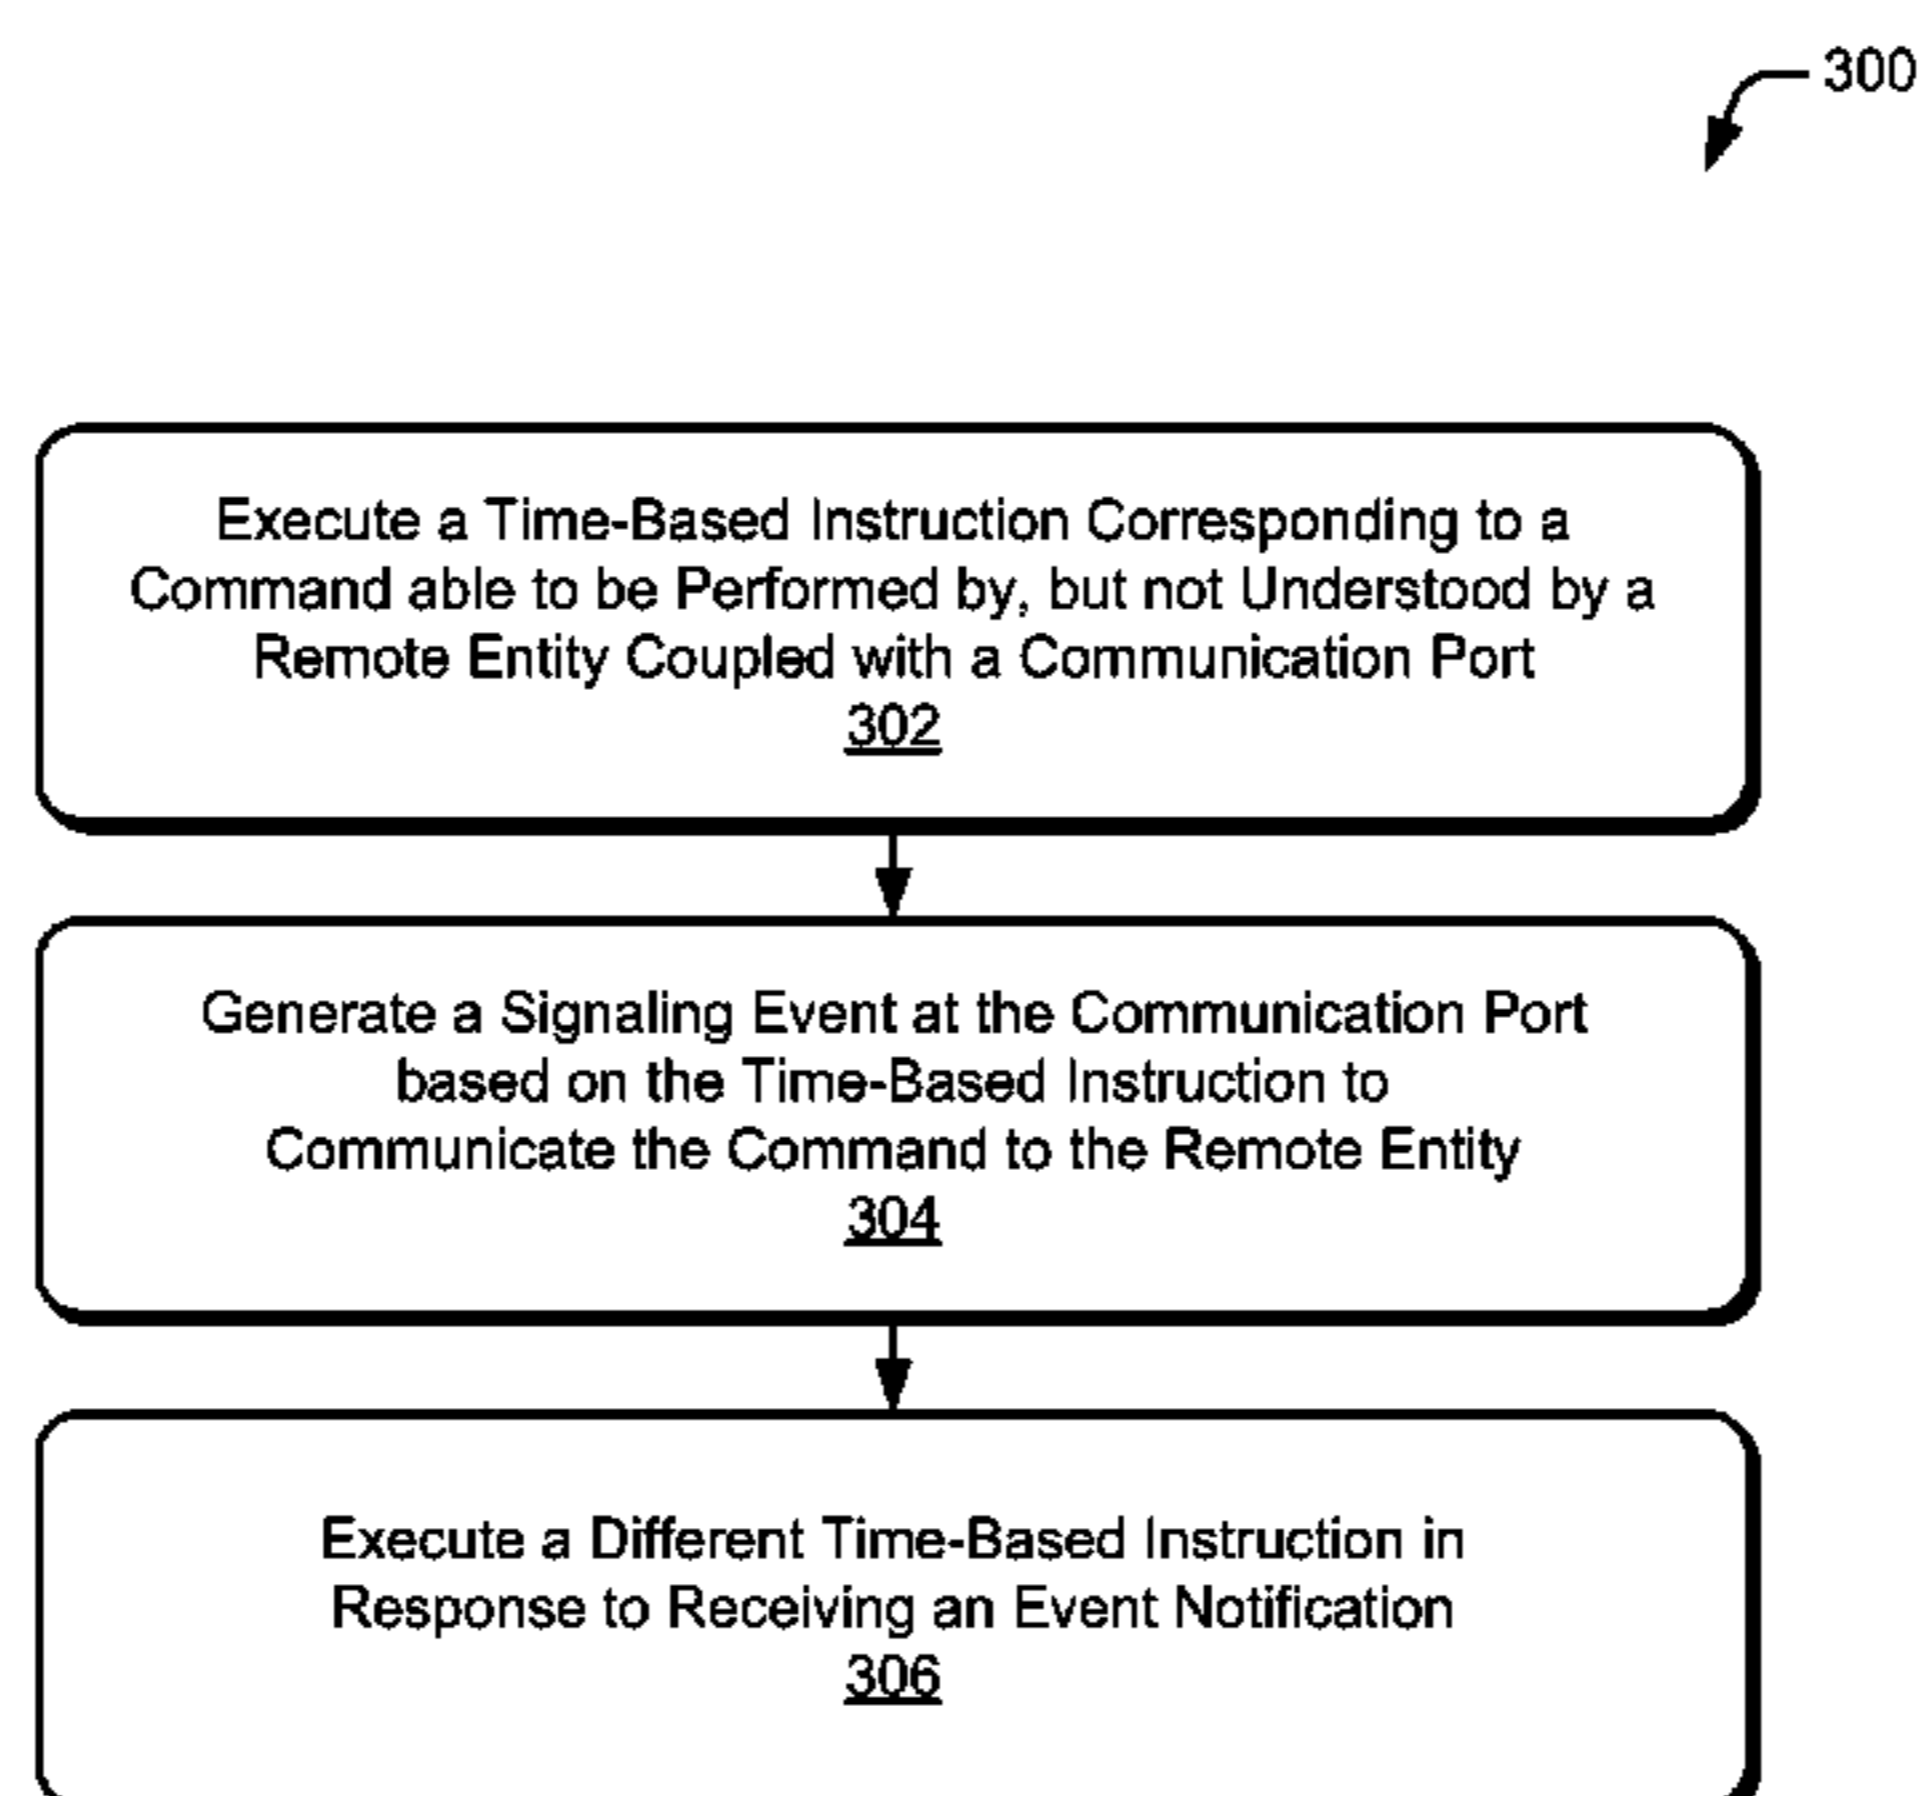 300
Execute a Time-Based Instruction Corresponding to a
Command able to be Performed by, but not Understood by a
Remote Entity Coupled with a Communication Port
302
Generate a Signaling Event at the Communication Port
based on the Time-Based Instruction to
Communicate the Command to the Remote Entity
304
Execute a Different Time-Based Instruction in
Response to Receiving an Event Notification
306